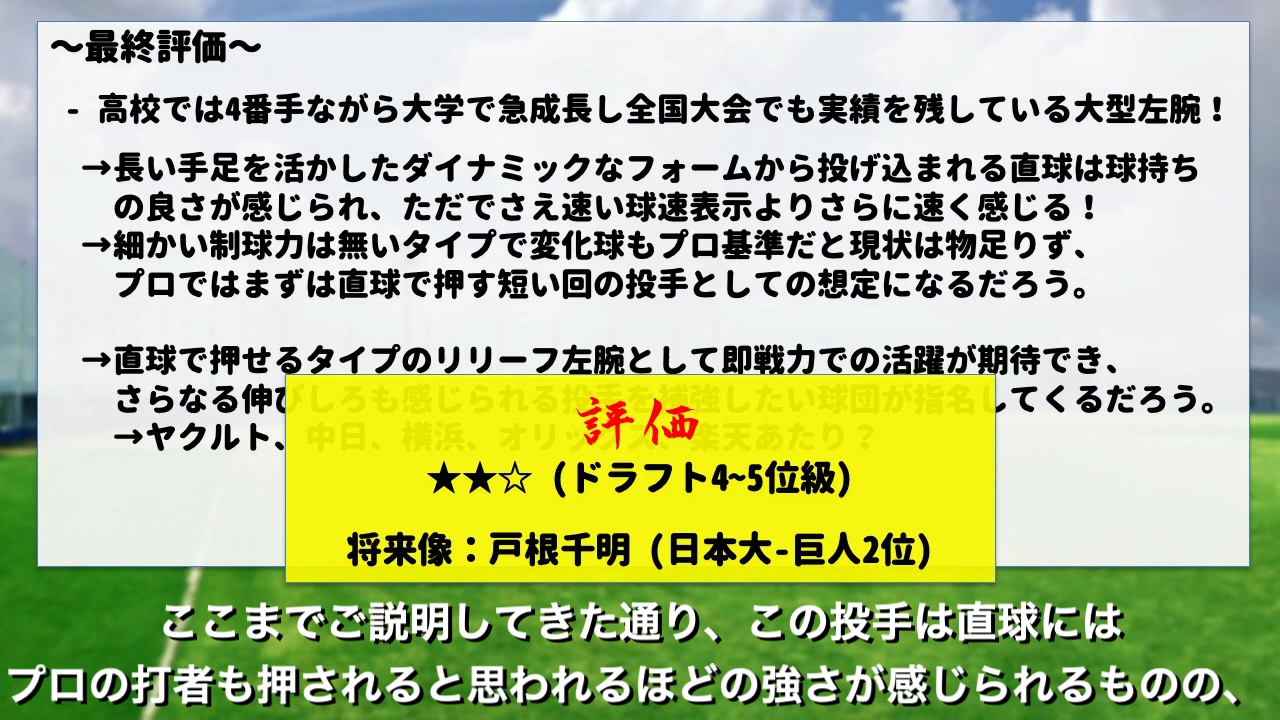 ～最終評価～
- 高校では4番手ながら大学で急成長し全国大会でも実績を残している大型左腕！
→長い手足を活かしたダイナミックなフォームから投げ込まれる直球は球持ち
の良さが感じられ、ただでさえ速い球速表示よりさらに速く感じる！
→細かい制球力は無いタイプで変化球もプロ基準だと現状は物足りず、
プロではまずは直球で押す短い回の投手としての想定になるだろう。
→直球で押せるタイプのリリーフ左腕として即戦力での活躍が期待でき、
さらなる伸びしろも感じられる投手を補強したい球団が指名してくるだろう。
→ヤクルト、中日、横浜、オリックス、楽天あたり？
評価
★★☆ (ドラフト4~5位級)
将来像：戸根千明 (日本大-巨人2位)
ここまでご説明してきた通り、この投手は直球には
プロの打者も押されると思われるほどの強さが感じられるものの、